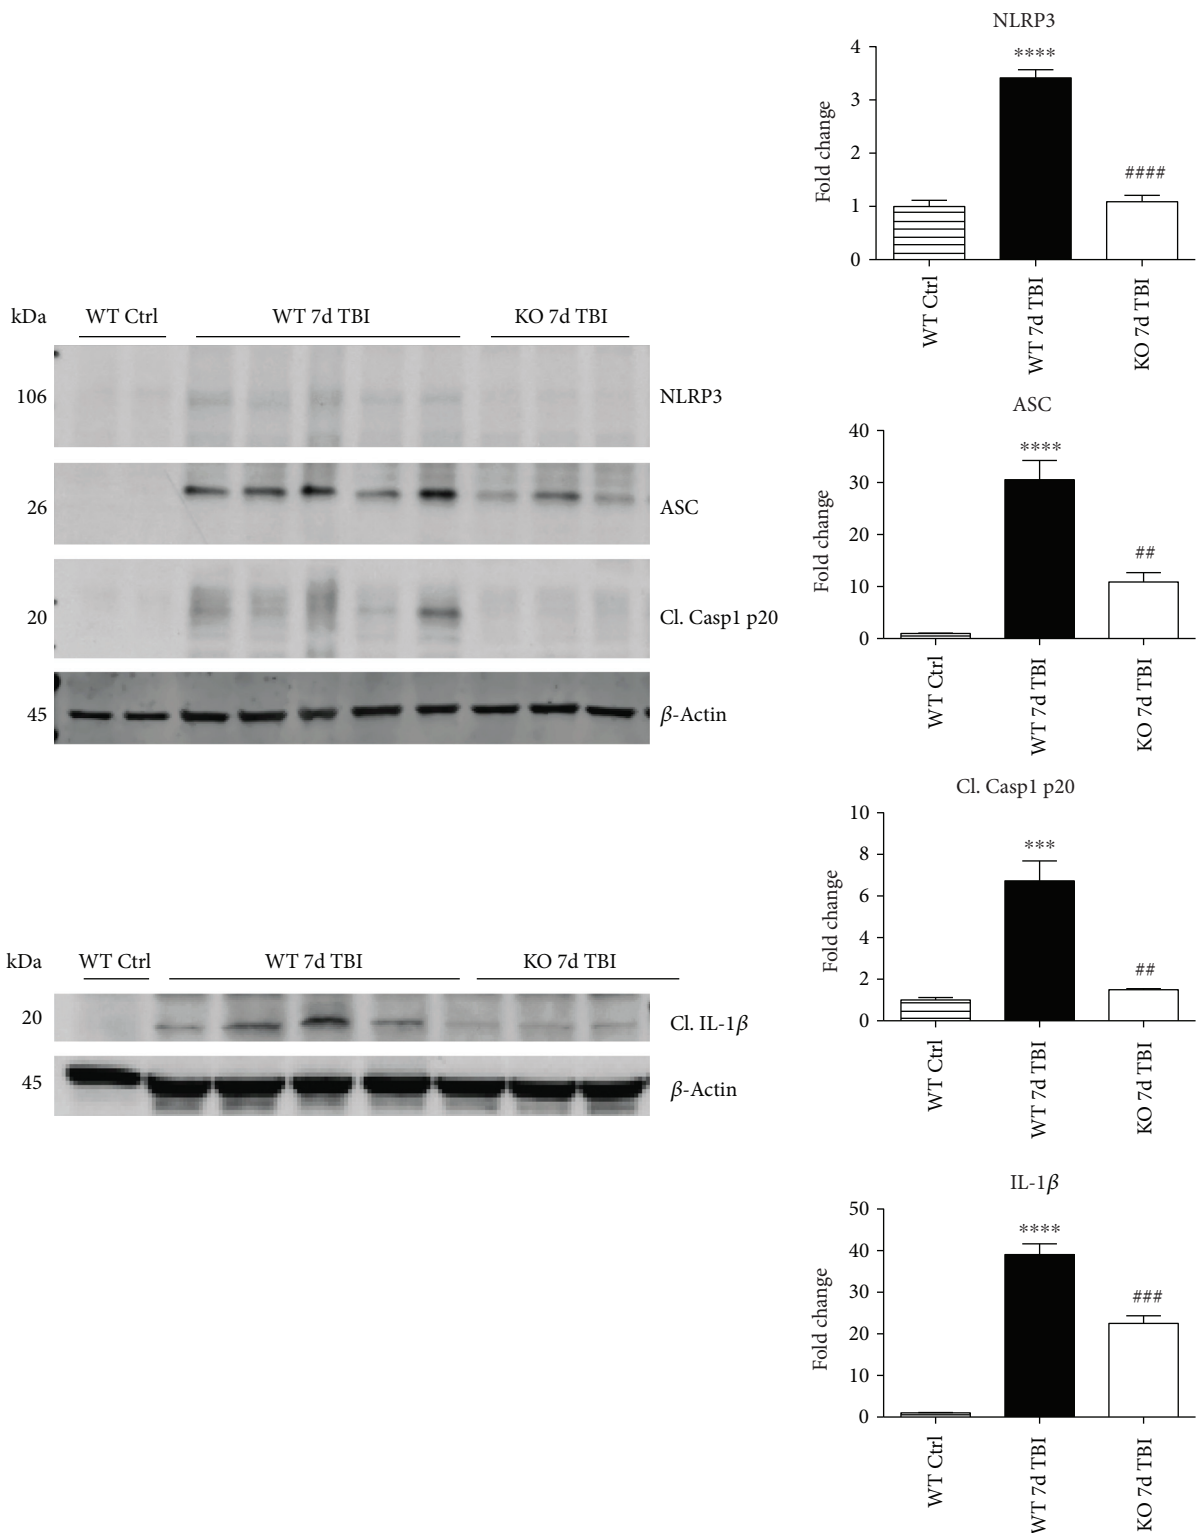 kDa
WT Ctrl
WT 7d TBI
KO 7d TBI
106
NLRP3
26
ASC
20
Cl. Casp1 p20
45
β-Actin
kDa
WT Ctrl
WT 7d TBI
KO 7d TBI
20
Cl. IL-1β
45
β-Actin
NLRP3
Fold change
4
3
2
1
0
****
####
WT Ctrl
WT 7d TBI
KO 7d TBI
ASC
Fold change
40
30
20
10
0
****
##
WT Ctrl
WT 7d TBI
KO 7d TBI
Cl. Casp1 p20
Fold change
10
8
6
4
2
0
***
##
WT Ctrl
WT 7d TBI
KO 7d TBI
IL-1β
Fold change
50
40
30
20
10
0
****
###
WT Ctrl
WT 7d TBI
KO 7d TBI